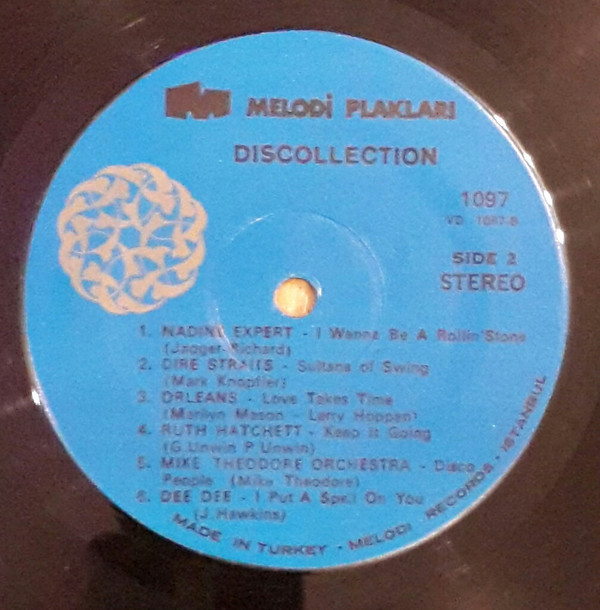 MELODİ PLAKLARI
DISCOLLECTION
1097
VD 1097-B
SIDE 2
STEREO
1. NADINE EXPERT - I Wanna Be A Rollin'Stone
(Jagger-Richard)
2. DIRE STRAITS - Sultans of Swing
(Mark Knopfler)
3. ORLEANS - Love Takes Time
(Marilyn Mason - Larry Hoppen)
4. RUTH HATCHETT - Keep It Going
(G.Unwin P.Unwin)
5. MIKE THEODORE ORCHESTRA - Disco
People (Mike Theodore)
6. DEE DEE - I Put A Spell On You
(J.Hawkins)
MADE IN TURKEY - MELODİ RECORDS - ISTANBUL